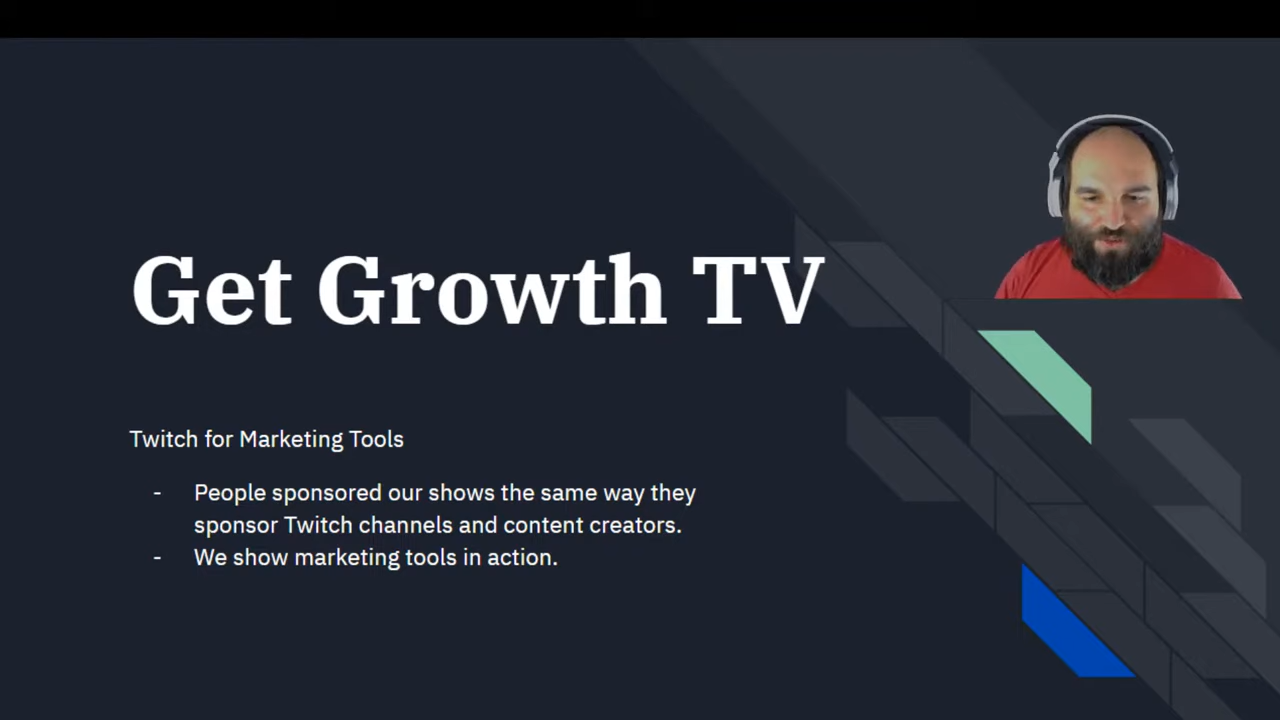 Get Growth TV
Twitch for Marketing Tools
- People sponsored our shows the same way they
sponsor Twitch channels and content creators.
- We show marketing tools in action.